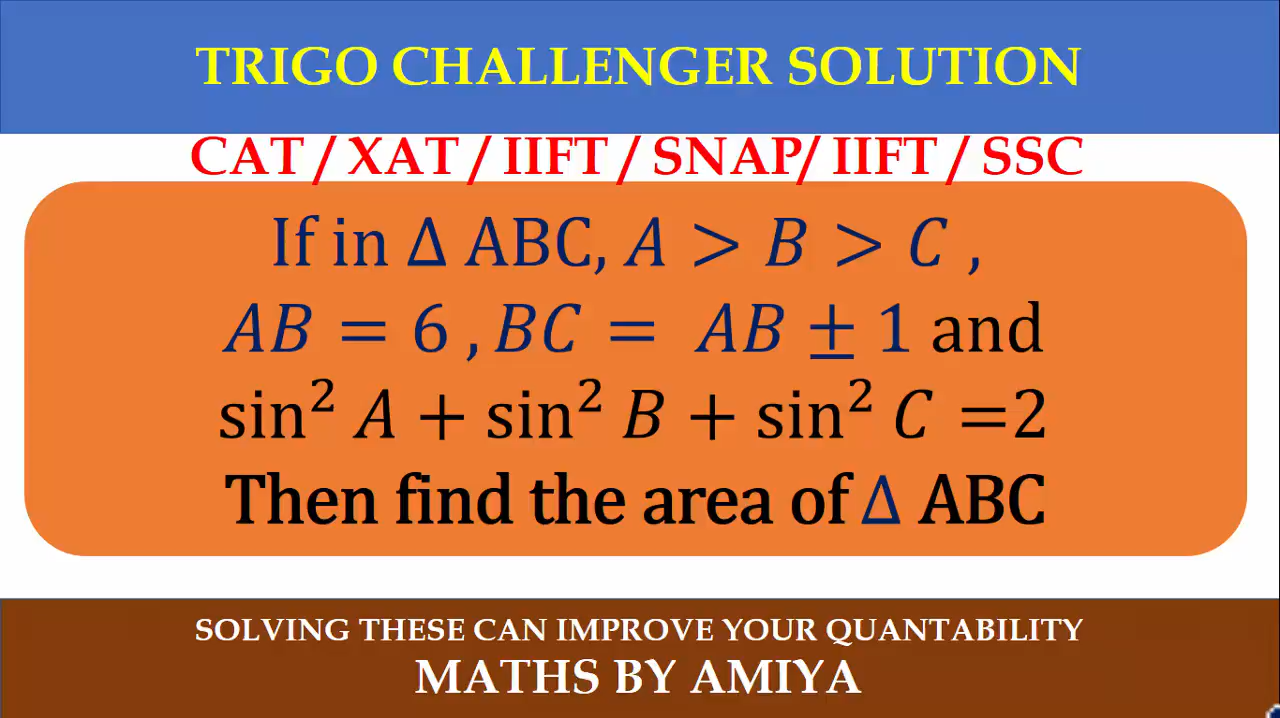 TRIGO CHALLENGER SOLUTION
CAT / XAT / IIFT / SNAP/ IIFT / SSC
If in Δ ABC, A > B > C ,
AB = 6 , BC = AB ± 1 and
sin² A + sin² B + sin² C =2
Then find the area of Δ ABC
SOLVING THESE CAN IMPROVE YOUR QUANTABILITY
MATHS BY AMIYA